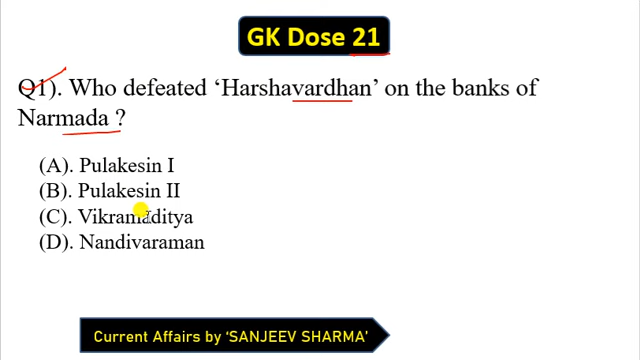 GK Dose 21
Q1). Who defeated ‘Harshavardhan’ on the banks of
Narmada ?
(A). Pulakesin I
(B). Pulakesin II
(C). Vikramaditya
(D). Nandivaraman
Current Affairs by ‘SANJEEV SHARMA’